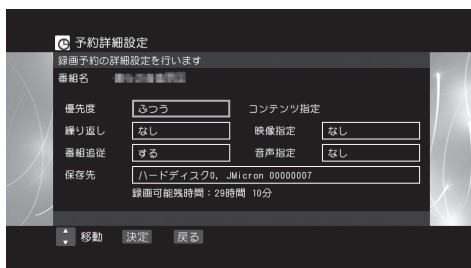 予約詳細設定
録画予約の詳細設定を行います
番組名
優先度 ふつう コンテンツ指定
繰り返し なし 映像指定 なし
番組追従 する 音声指定 なし
保存先 ハードディスク0, JMicron 00000007
録画可能残時間：29時間 10分
移動 決定 戻る